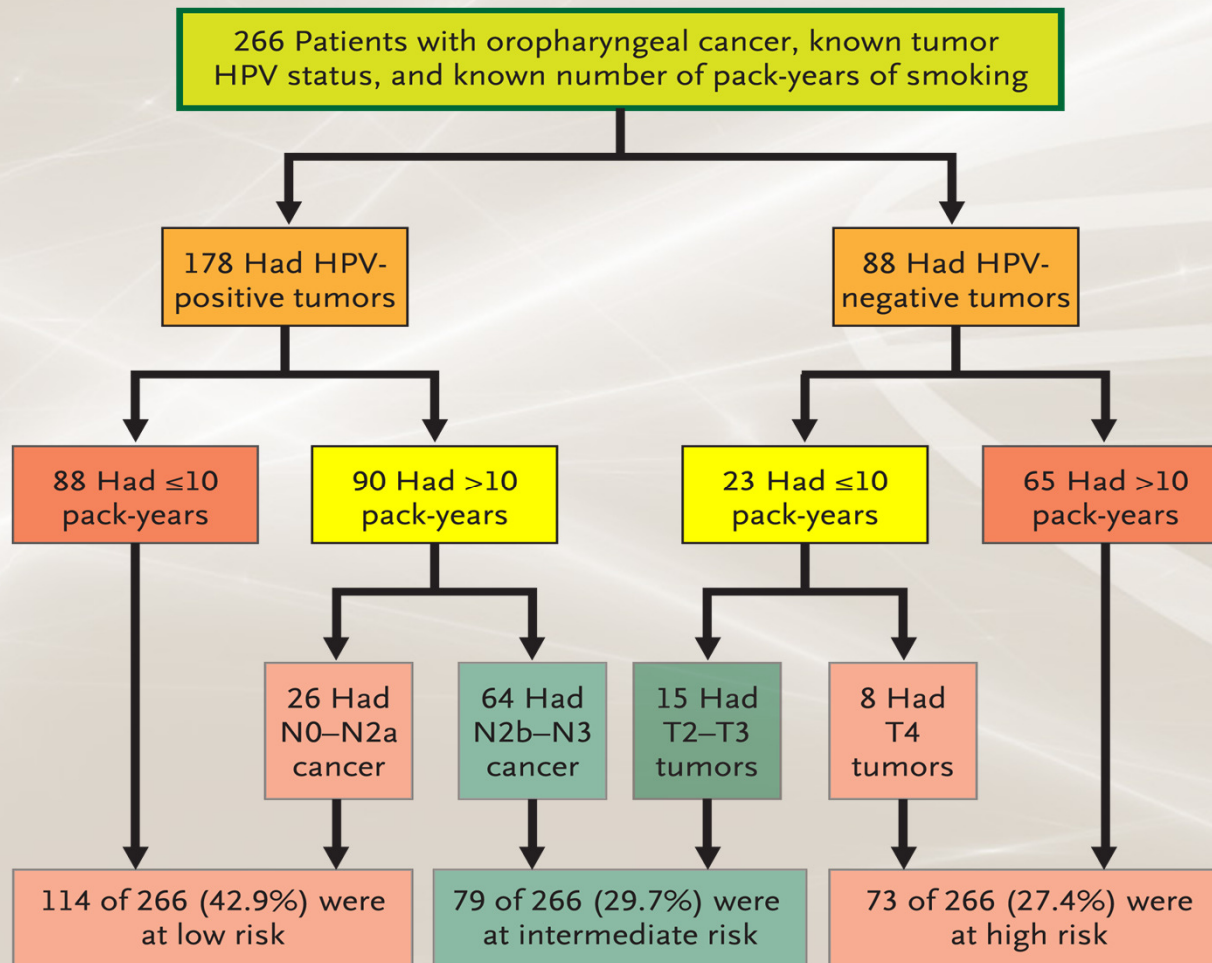 266 Patients with oropharyngeal cancer, known tumor
HPV status, and known number of pack-years of smoking
178 Had HPV-
positive tumors
88 Had HPV-
negative tumors
88 Had ≤10
pack-years
90 Had >10
pack-years
23 Had ≤10
pack-years
65 Had >10
pack-years
26 Had
N0–N2a
cancer
64 Had
N2b–N3
cancer
15 Had
T2–T3
tumors
8 Had
T4
tumors
114 of 266 (42.9%) were
at low risk
79 of 266 (29.7%) were
at intermediate risk
73 of 266 (27.4%) were
at high risk